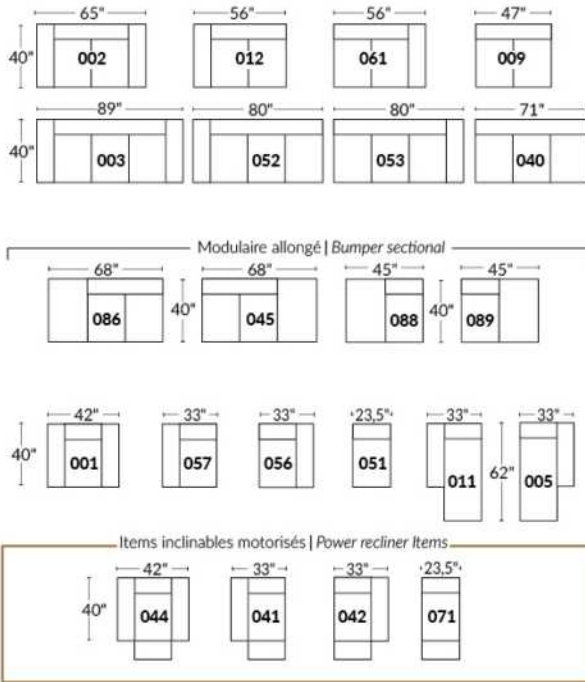 65" 56" 56" 47"
40" 002 012 061 009
89" 80" 80" 71"
40" 003 052 053 040
Modulaire allongé | Bumper sectional
68" 68" 45" 45"
086 40" 045 088 40" 089
42" 33" 33" 23,5" 33" 33"
40" 001 057 056 051 011 62" 005
Items inclinables motorisés | Power recliner Items
42" 33" 33" 23,5"
40" 044 041 042 071